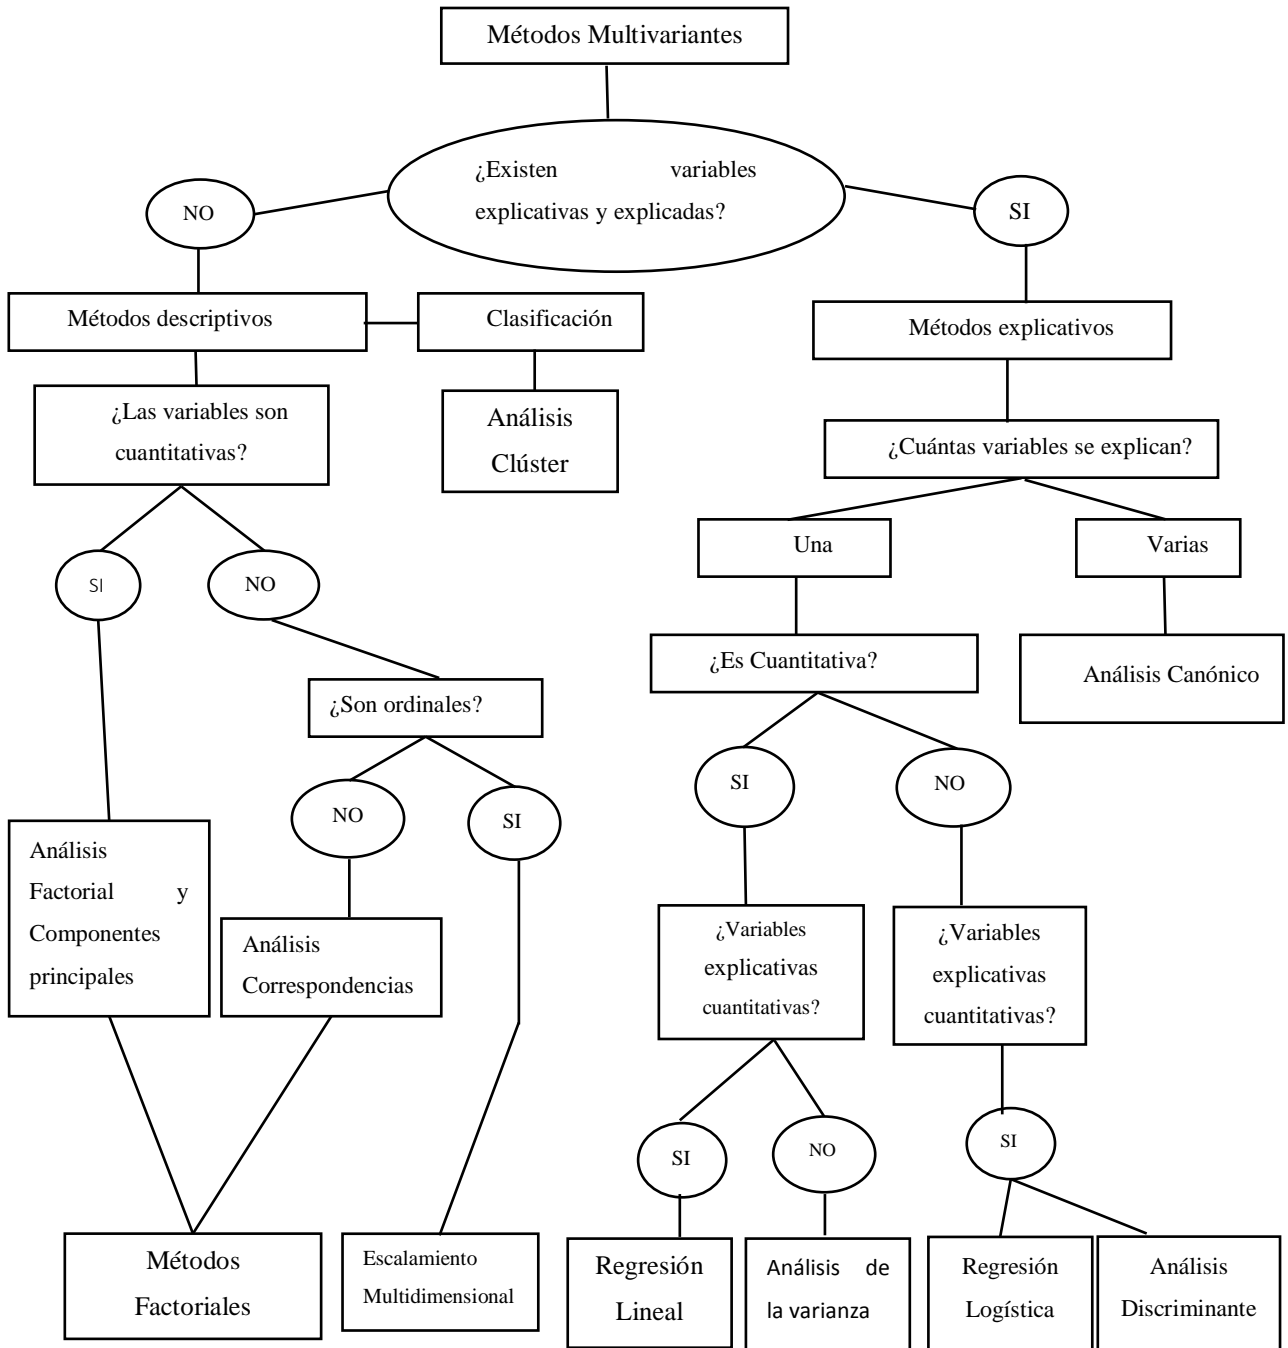 Métodos Multivariantes
¿Existen variables
explicativas y explicadas?
NO
SI
Métodos descriptivos
Clasificación
Métodos explicativos
¿Las variables son
cuantitativas?
Análisis
Clúster
¿Cuántas variables se explican?
Una
Varias
SI
NO
¿Es Cuantitativa?
Análisis Canónico
¿Son ordinales?
SI
NO
NO
SI
Análisis
Factorial y
Componentes
principales
Análisis
Correspondencias
¿Variables
explicativas
cuantitativas?
¿Variables
explicativas
cuantitativas?
SI
NO
SI
Métodos
Factoriales
Escalamiento
Multidimensional
Regresión
Lineal
Análisis de
la varianza
Regresión
Logística
Análisis
Discriminante